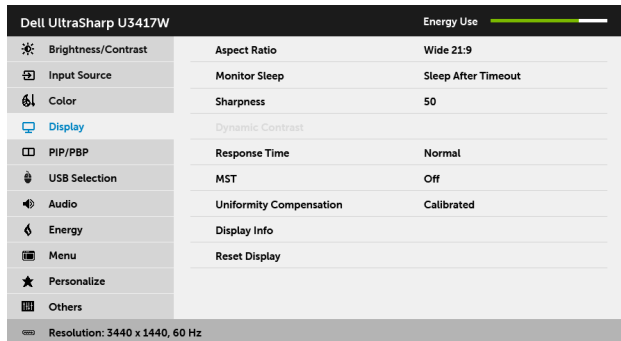 Dell UltraSharp U3417W Energy Use
Brightness/Contrast Aspect Ratio Wide 21:9
Input Source Monitor Sleep Sleep After Timeout
Color Sharpness 50
Display Dynamic Contrast
PIP/PBP Response Time Normal
USB Selection MST Off
Audio Uniformity Compensation Calibrated
Energy Display Info
Menu Reset Display
Personalize
Others
Resolution: 3440 x 1440, 60 Hz